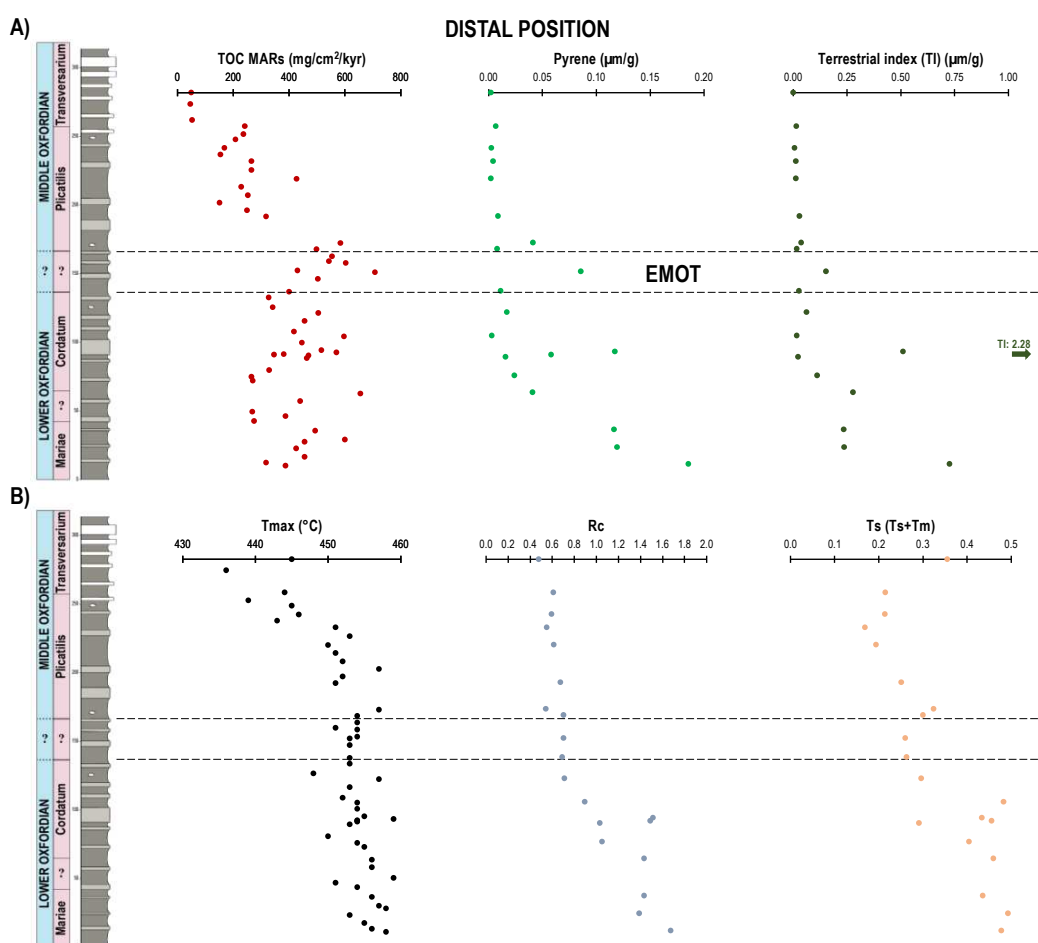 A)
DISTAL POSITION
TOC MARs (mg/cm²/kyr)
Pyrene (µm/g)
Terrestrial index (TI) (µm/g)
0 200 400 600 800
0.00 0.05 0.10 0.15 0.20
0.00 0.25 0.50 0.75 1.00
MIDDLE OXFORDIAN
Transversarium
Plicatilis
? ?
LOWER OXFORDIAN
Cordatum
?
Mariae
30
25
20
15
10
EMOT
TI: 2.28
B)
Tmax (°C)
Rc
Ts (Ts+Tm)
430 440 450 460
0.0 0.2 0.4 0.6 0.8 1.0 1.2 1.4 1.6 1.8 2.0
0.0 0.1 0.2 0.3 0.4 0.5
MIDDLE OXFORDIAN
Transversarium
Plicatilis
? ?
LOWER OXFORDIAN
Cordatum
?
Mariae